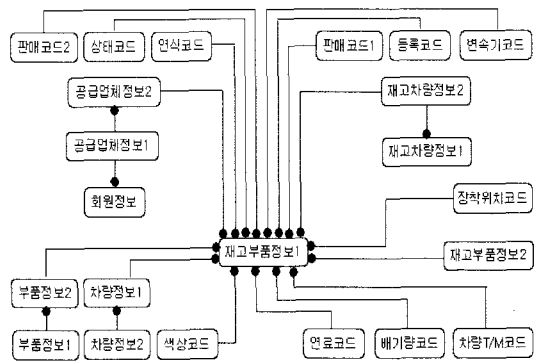 판매코드2 상태코드 연식코드 판매코드1 등록코드 변속기코드
공급업체정보2 재고차량정보2
공급업체정보1 재고차량정보1
회원정보 장착위치코드
재고부품정보1 재고부품정보2
부품정보2 차량정보1
부품정보1 차량정보2 색상코드 연료코드 배기량코드 차량T/M코드